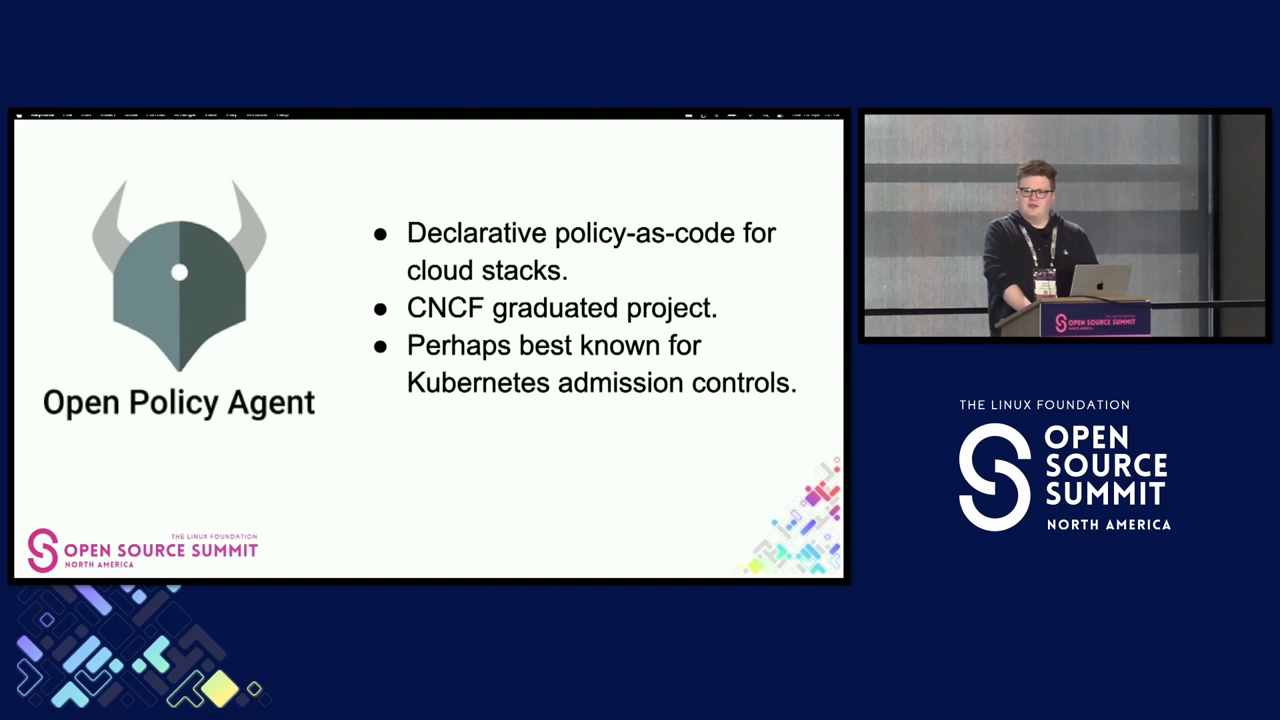 Declarative policy-as-code for
cloud stacks.
CNCF graduated project.
Perhaps best known for
Kubernetes admission controls.
Open Policy Agent
THE LINUX FOUNDATION
OPEN SOURCE SUMMIT
NORTH AMERICA
OPEN SOURCE SUMMIT
NORTH AMERICA
THE LINUX FOUNDATION
OPEN
SOURCE
SUMMIT
NORTH AMERICA